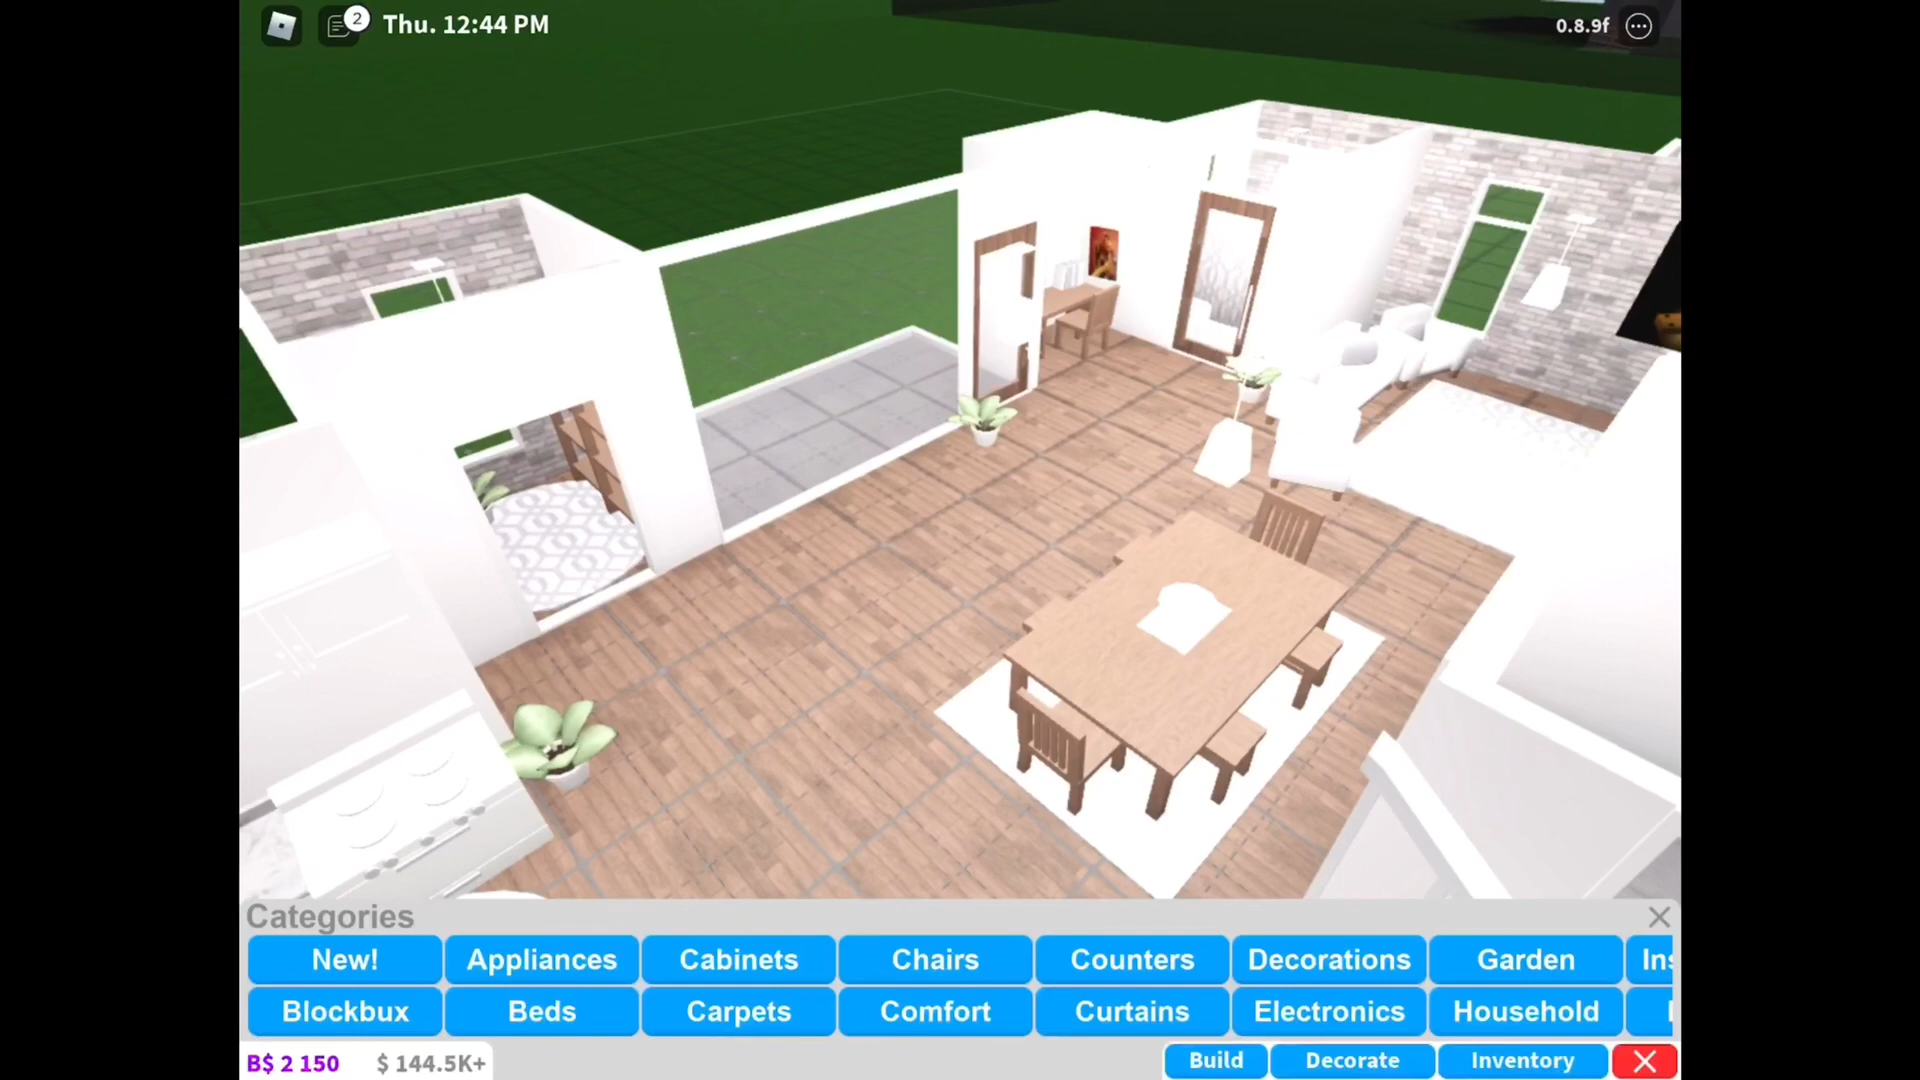 2
Thu. 12:44 PM
0.8.9f
Categories
New! Appliances Cabinets Chairs Counters Decorations Garden
Blockbux Beds Carpets Comfort Curtains Electronics Household
B$ 2 150 $ 144.5K+ Build Decorate Inventory